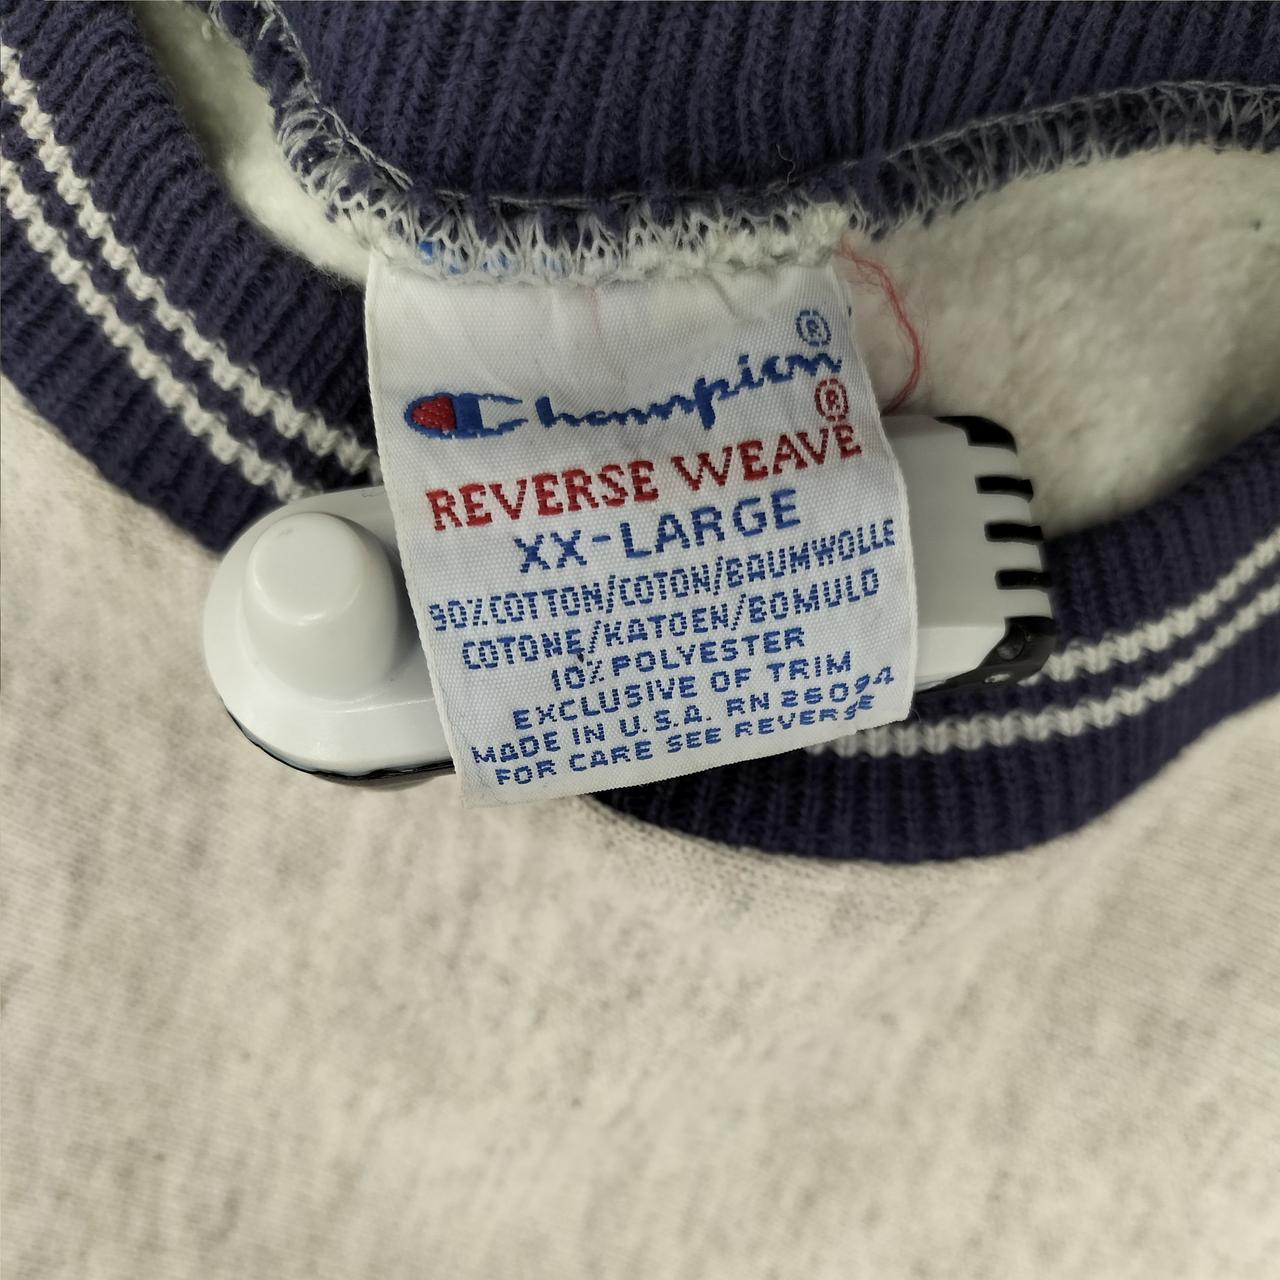 Champion®
REVERSE WEAVE®
XX-LARGE
90% COTTON/COTON/BAUMWOLLE
COTONE/KATOEN/BOMULD
10% POLYESTER
EXCLUSIVE OF TRIM
MADE IN U.S.A. RN 26094
FOR CARE SEE REVERSE